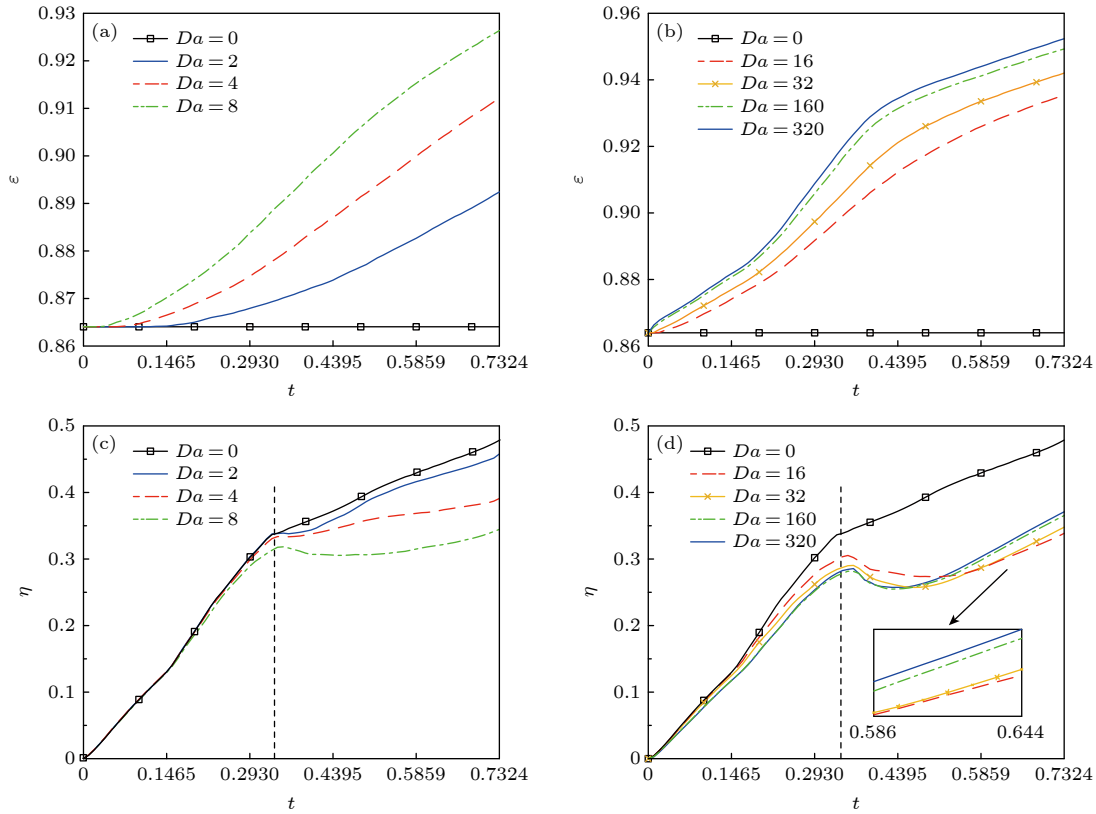 (a)
Da = 0
Da = 2
Da = 4
Da = 8
0.93
0.92
0.91
0.90
0.89
0.88
0.87
0.86
ε
0 0.1465 0.2930 0.4395 0.5859 0.7324
t
(b)
Da = 0
Da = 16
Da = 32
Da = 160
Da = 320
0.96
0.94
0.92
0.90
0.88
0.86
ε
0 0.1465 0.2930 0.4395 0.5859 0.7324
t
(c)
Da = 0
Da = 2
Da = 4
Da = 8
0.5
0.4
0.3
0.2
0.1
0
η
0 0.1465 0.2930 0.4395 0.5859 0.7324
t
(d)
Da = 0
Da = 16
Da = 32
Da = 160
Da = 320
0.5
0.4
0.3
0.2
0.1
0
η
0.586 0.644
0 0.1465 0.2930 0.4395 0.5859 0.7324
t